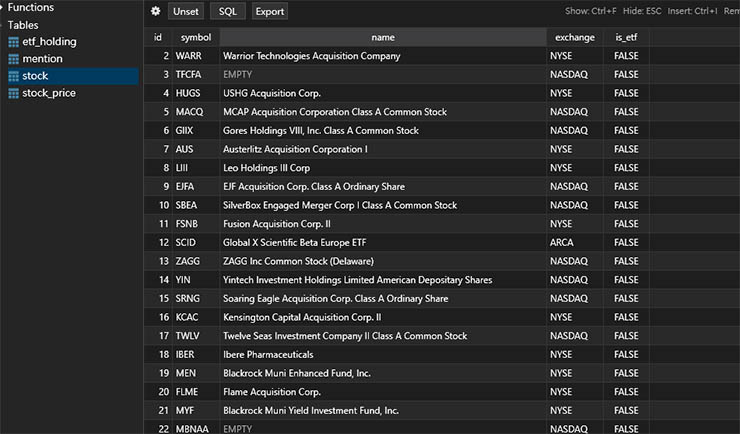 Functions
Tables
etf_holding
mention
stock
stock_price
Unset SQL Export Show: Ctrl+F Hide: ESC Insert: Ctrl+I
id symbol name exchange is_etf
2 WARR Warrior Technologies Acquisition Company NYSE FALSE
3 TFCFA EMPTY NASDAQ FALSE
4 HUGS USHG Acquisition Corp. NYSE FALSE
5 MACQ MCAP Acquisition Corporation Class A Common Stock NASDAQ FALSE
6 GIIX Gores Holdings VIII, Inc. Class A Common Stock NASDAQ FALSE
7 AUS Austerlitz Acquisition Corporation I NYSE FALSE
8 LIII Leo Holdings III Corp NYSE FALSE
9 EJFA EJF Acquisition Corp. Class A Ordinary Share NASDAQ FALSE
10 SBEA SilverBox Engaged Merger Corp I Class A Common Stock NASDAQ FALSE
11 FSNB Fusion Acquisition Corp. II NYSE FALSE
12 SCID Global X Scientific Beta Europe ETF ARCA FALSE
13 ZAGG ZAGG Inc Common Stock (Delaware) NASDAQ FALSE
14 YIN Yintech Investment Holdings Limited American Depositary Shares NASDAQ FALSE
15 SRNG Soaring Eagle Acquisition Corp. Class A Ordinary Share NASDAQ FALSE
16 KCAC Kensington Capital Acquisition Corp. II NYSE FALSE
17 TWLV Twelve Seas Investment Company II Class A Common Stock NASDAQ FALSE
18 IBER Ibere Pharmaceuticals NYSE FALSE
19 MEN Blackrock Muni Enhanced Fund, Inc. NYSE FALSE
20 FLME Flame Acquisition Corp. NYSE FALSE
21 MYF Blackrock Muni Yield Investment Fund, Inc. NYSE FALSE
22 MBNAA EMPTY NASDAQ FALSE